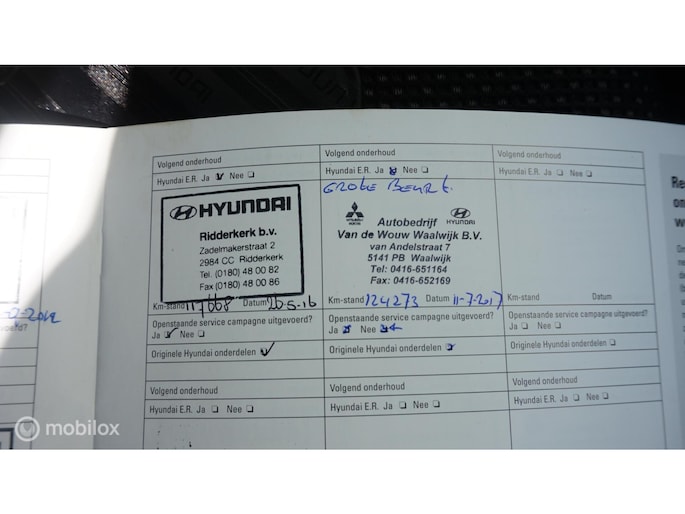 HYUNDAI
Volgend onderhoud
Hyundai E.R. Ja Nee
HYUNDAI
Ridderkerk b.v.
Zadelmakerstraat 2
2984 CC Ridderkerk
Tel. (0180) 48 00 82
Fax (0180) 48 00 86
Km-stand 117668 Datum 26-5-16
Openstaande service campagne uitgevoerd?
Ja Nee
Originele Hyundai onderdelen
Volgend onderhoud
Hyundai E.R. Ja Nee
Volgend onderhoud
Hyundai E.R. Ja Nee
GROTE BEURT.
MITSUBISHI MOTORS
HYUNDAI
Autobedrijf
Van de Wouw Waalwijk B.V.
van Andelstraat 7
5141 PB Waalwijk
Tel: 0416-651164
Fax: 0416-652169
Km-stand 124273 Datum 11-7-2017
Openstaande service campagne uitgevoerd?
Ja Nee
Originele Hyundai onderdelen
Volgend onderhoud
Hyundai E.R. Ja Nee
Volgend onderhoud
Hyundai E.R. Ja Nee
Km-stand Datum
Openstaande service campagne uitgevoerd?
Ja Nee
Originele Hyundai onderdelen
Volgend onderhoud
Hyundai E.R. Ja Nee
mobilox